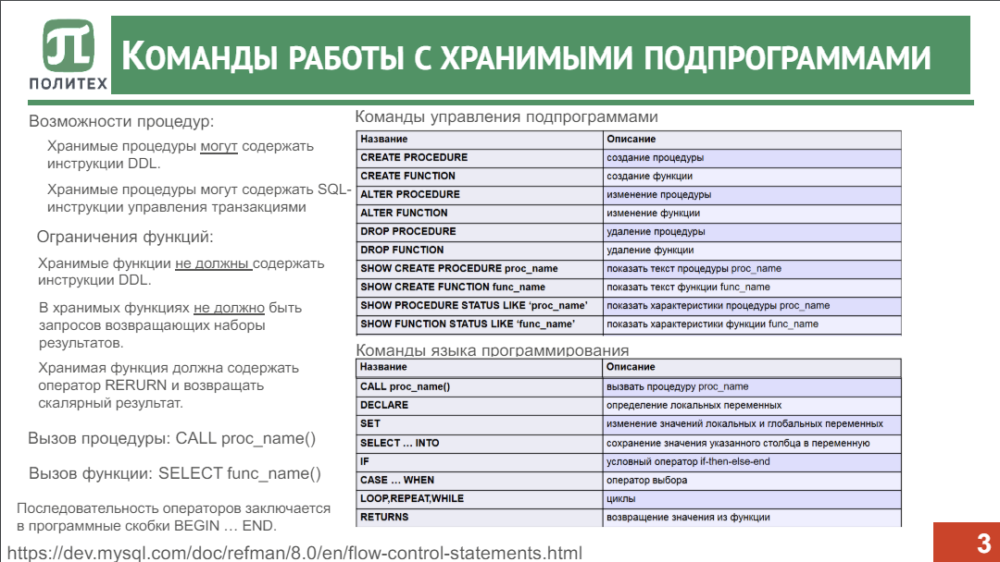 ПОЛИТЕХ
Команды работы с хранимыми подпрограммами
Возможности процедур:
Хранимые процедуры могут содержать
инструкции DDL.
Хранимые процедуры могут содержать SQL-
инструкции управления транзакциями
Ограничения функций:
Хранимые функции не должны содержать
инструкции DDL.
В хранимых функциях не должно быть
запросов возвращающих наборы
результатов.
Хранимая функция должна содержать
оператор RERURN и возвращать
скалярный результат.
Вызов процедуры: CALL proc_name()
Вызов функции: SELECT func_name()
Последовательность операторов заключается
в программные скобки BEGIN … END.
Команды управления подпрограммами
Название Описание
CREATE PROCEDURE создание процедуры
CREATE FUNCTION создание функции
ALTER PROCEDURE изменение процедуры
ALTER FUNCTION изменение функции
DROP PROCEDURE удаление процедуры
DROP FUNCTION удаление функции
SHOW CREATE PROCEDURE proc_name показать текст процедуры proc_name
SHOW CREATE FUNCTION func_name показать текст функции func_name
SHOW PROCEDURE STATUS LIKE ‘proc_name’ показать характеристики процедуры proc_name
SHOW FUNCTION STATUS LIKE ‘func_name’ показать характеристики функции func_name
Команды языка программирования
Название Описание
CALL proc_name() вызвать процедуру proc_name
DECLARE определение локальных переменных
SET изменение значений локальных и глобальных переменных
SELECT … INTO сохранение значения указанного столбца в переменную
IF условный оператор if-then-else-end
CASE … WHEN оператор выбора
LOOP,REPEAT,WHILE циклы
RETURNS возвращение значения из функции
https://dev.mysql.com/doc/refman/8.0/en/flow-control-statements.html
3